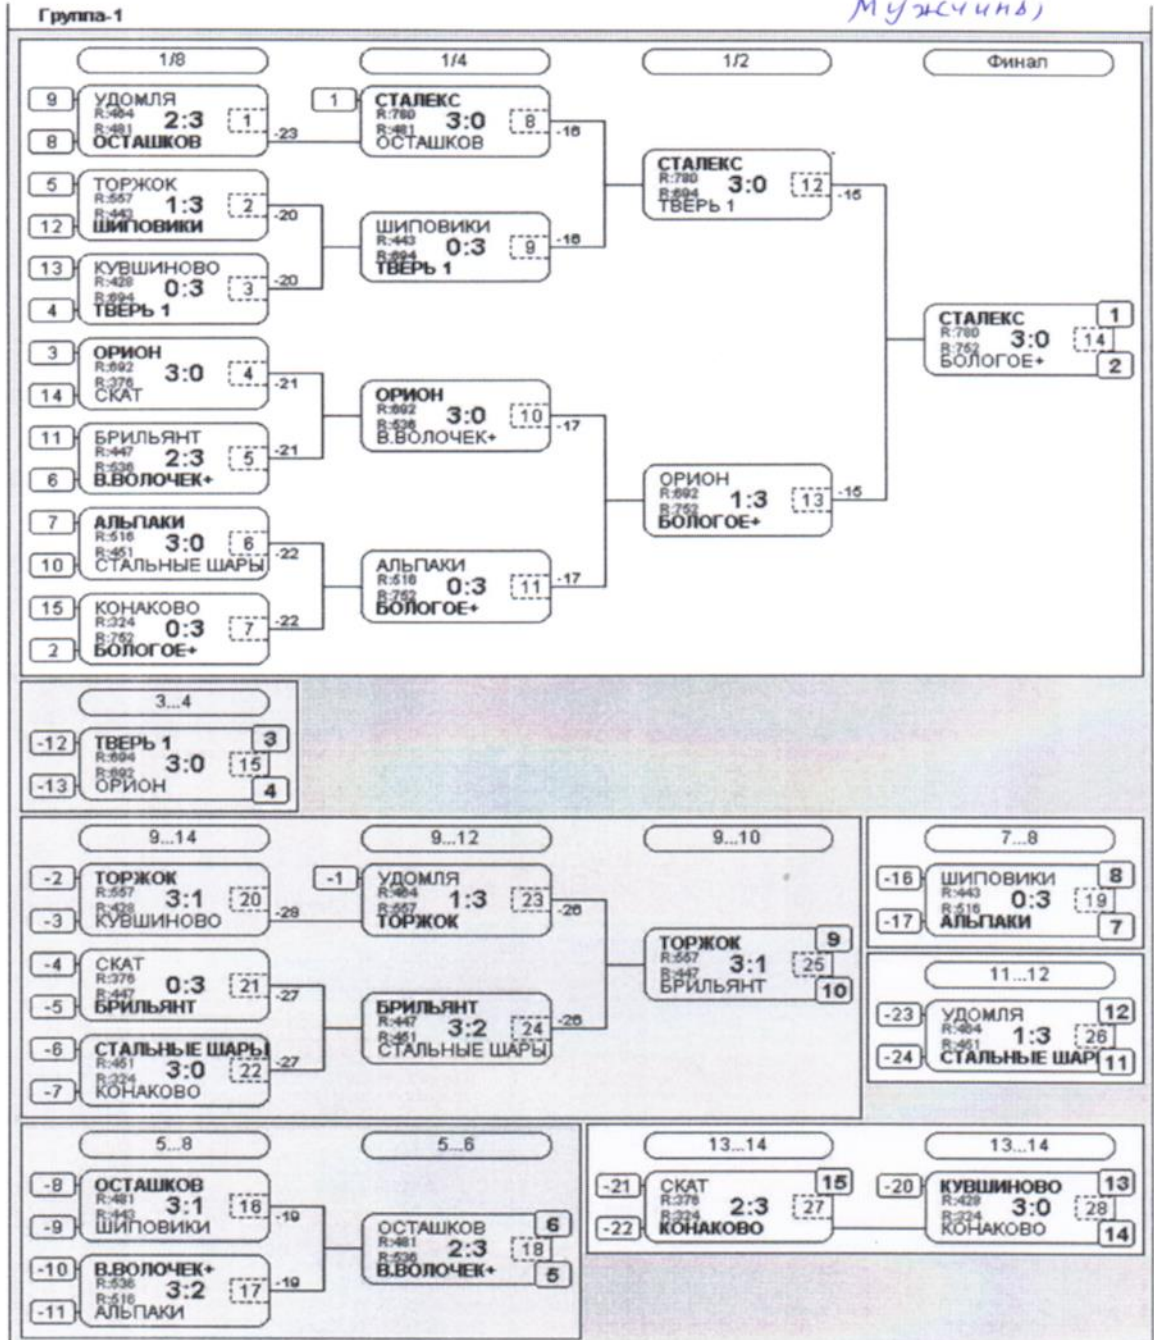 Мужчины
Группа-1
1/8
1/4
1/2
Финал
9 УДОМЛЯ
R:464 2:3 1
R:481
8 ОСТАШКОВ
-23
5 ТОРЖОК
R:557 1:3 2
R:443
12 ШИПОВИКИ
-20
13 КУВШИНОВО
R:428 0:3 3
R:694
4 ТВЕРЬ 1
-20
3 ОРИОН
R:692 3:0 4
R:376
14 СКАТ
-21
11 БРИЛЬЯНТ
R:447 2:3 5
R:536
6 В.ВОЛОЧЕК+
-21
7 АЛЬПАКИ
R:516 3:0 6
R:451
10 СТАЛЬНЫЕ ШАРЫ
-22
15 КОНАКОВО
R:324 0:3 7
R:752
2 БОЛОГОЕ+
-22
1 СТАЛЕКС
R:780 3:0 8
R:481
ОСТАШКОВ
-16
ШИПОВИКИ
R:443 0:3 9
R:694
ТВЕРЬ 1
-16
ОРИОН
R:692 3:0 10
R:536
В.ВОЛОЧЕК+
-17
АЛЬПАКИ
R:516 0:3 11
R:752
БОЛОГОЕ+
-17
СТАЛЕКС
R:780 3:0 12
R:694
ТВЕРЬ 1
-15
ОРИОН
R:692 1:3 13
R:752
БОЛОГОЕ+
-15
СТАЛЕКС 1
R:780 3:0 14
R:752
БОЛОГОЕ+ 2
3...4
-12 ТВЕРЬ 1 3
R:694 3:0 15
R:692
-13 ОРИОН 4
9...14
9...12
9...10
-2 ТОРЖОК
R:557 3:1 20
R:428
-3 КУВШИНОВО
-28
-4 СКАТ
R:376 0:3 21
R:447
-5 БРИЛЬЯНТ
-27
-6 СТАЛЬНЫЕ ШАРЫ
R:451 3:0 22
R:324
-7 КОНАКОВО
-27
-1 УДОМЛЯ
R:464 1:3 23
R:557
ТОРЖОК
-26
БРИЛЬЯНТ
R:447 3:2 24
R:451
СТАЛЬНЫЕ ШАРЫ
-26
ТОРЖОК 9
R:557 3:1 25
R:447
БРИЛЬЯНТ 10
7...8
-16 ШИПОВИКИ 8
R:443 0:3 19
R:516
-17 АЛЬПАКИ 7
11...12
-23 УДОМЛЯ 12
R:464 1:3 26
R:451
-24 СТАЛЬНЫЕ ШАР 11
5...8
5...6
-8 ОСТАШКОВ
R:481 3:1 16
R:443
-9 ШИПОВИКИ
-19
-10 В.ВОЛОЧЕК+
R:536 3:2 17
R:516
-11 АЛЬПАКИ
-19
ОСТАШКОВ 6
R:481 2:3 18
R:536
В.ВОЛОЧЕК+ 5
13...14
13...14
-21 СКАТ 15
R:376 2:3 27
R:324
-22 КОНАКОВО
-20 КУВШИНОВО 13
R:428 3:0 28
R:324
КОНАКОВО 14